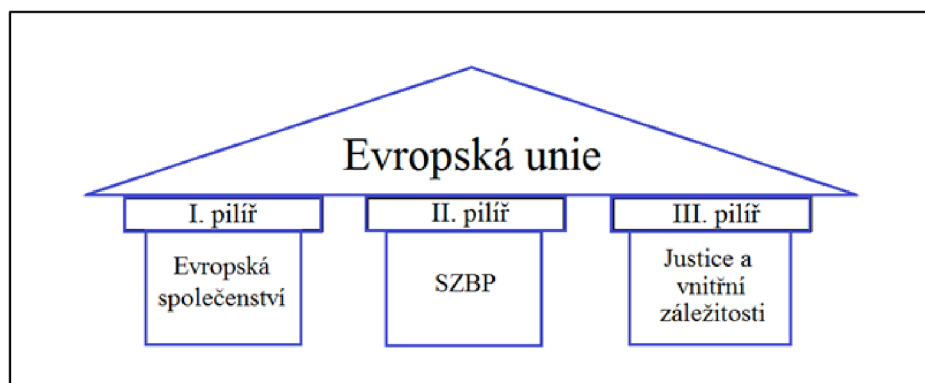 Evropská unie
I. pilíř
II. pilíř
III. pilíř
Evropská
společenství
SZBP
Justice a
vnitřní
záležitosti